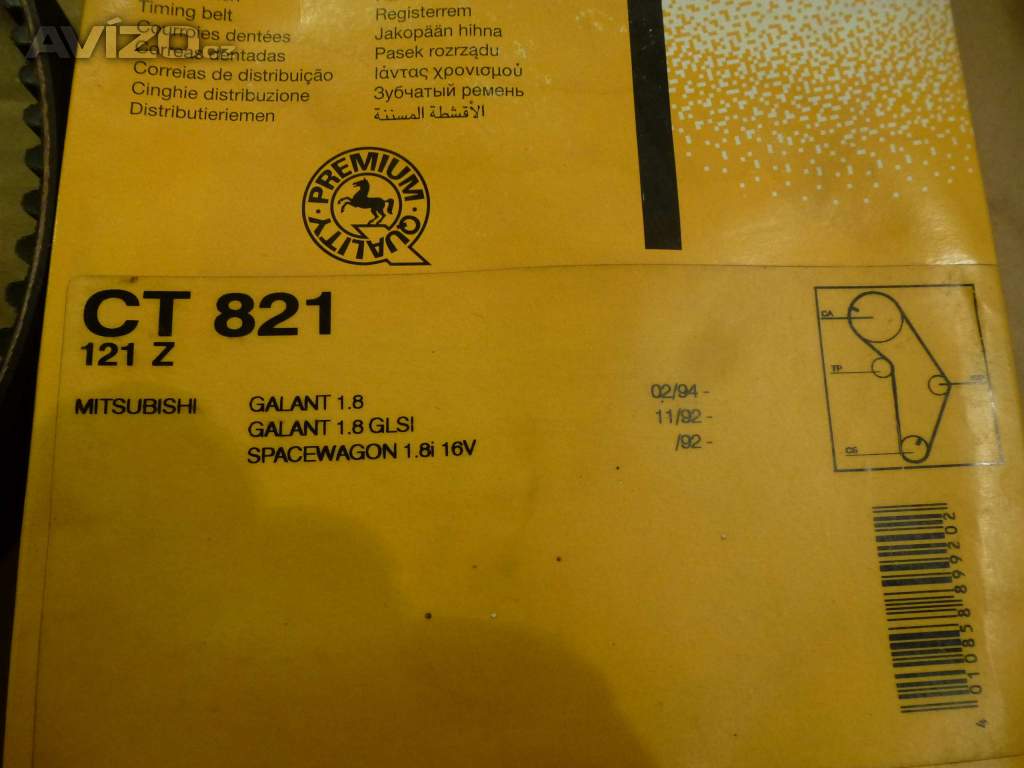 Timing belt
Courroies dentées
Correas dentadas
Correias de distribuição
Cinghie distribuzione
Distributieriemen
Registerrem
Jakopään hihna
Pasek rozrządu
Ιάντας χρονισμού
Зубчатый ремень
الأقشطة المسننة
AVÍZO.cz
PREMIUM · QUALITY ·
CT 821
121 Z
MITSUBISHI GALANT 1.8 02/94 -
GALANT 1.8 GLSI 11/92 -
SPACEWAGON 1.8i 16V /92 -
CA
TP
CS
4 010858 899202